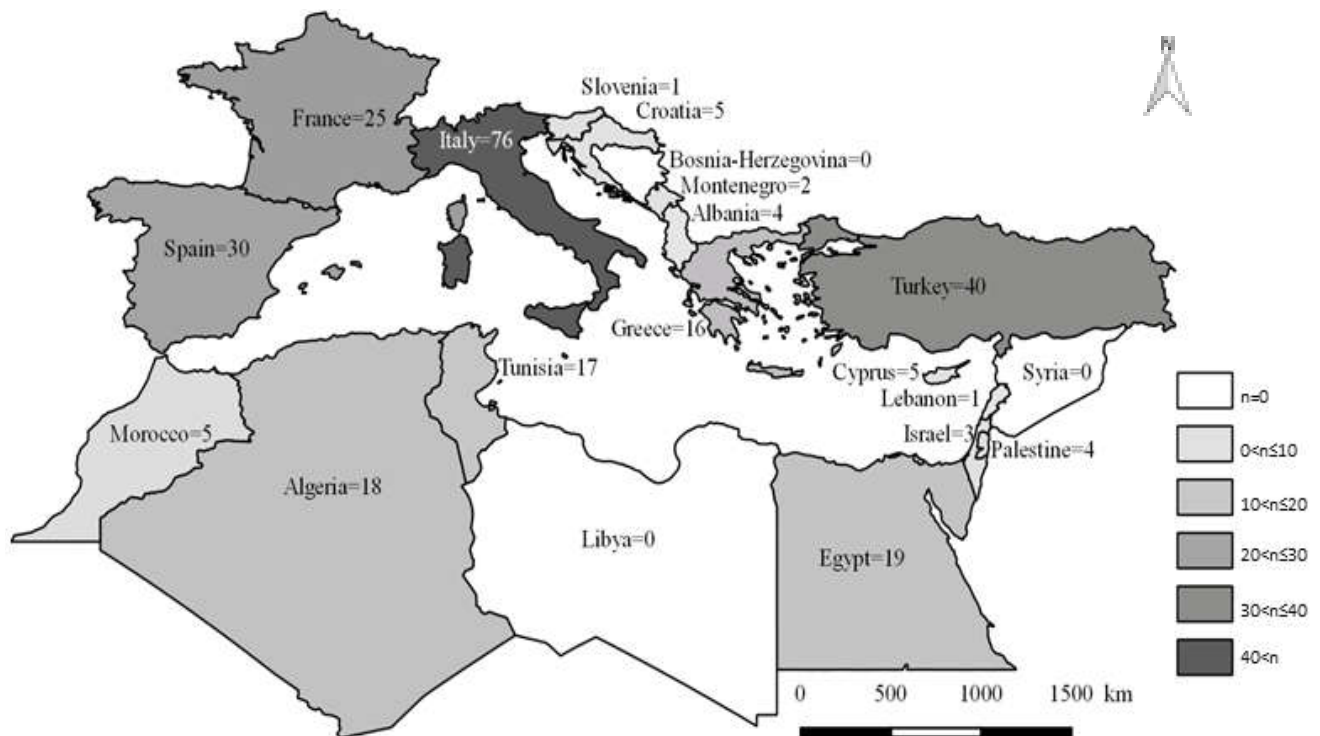 N
Slovenia=1
Croatia=5
France=25
Italy=76
Bosnia-Herzegovina=0
Montenegro=2
Albania=4
Spain=30
Turkey=40
Greece=16
Tunisia=17
Cyprus=5
Syria=0
Lebanon=1
Morocco=5
Israel=3
Palestine=4
Algeria=18
Libya=0
Egypt=19
n=0
0<n≤10
10<n≤20
20<n≤30
30<n≤40
40<n
0 500 1000 1500 km